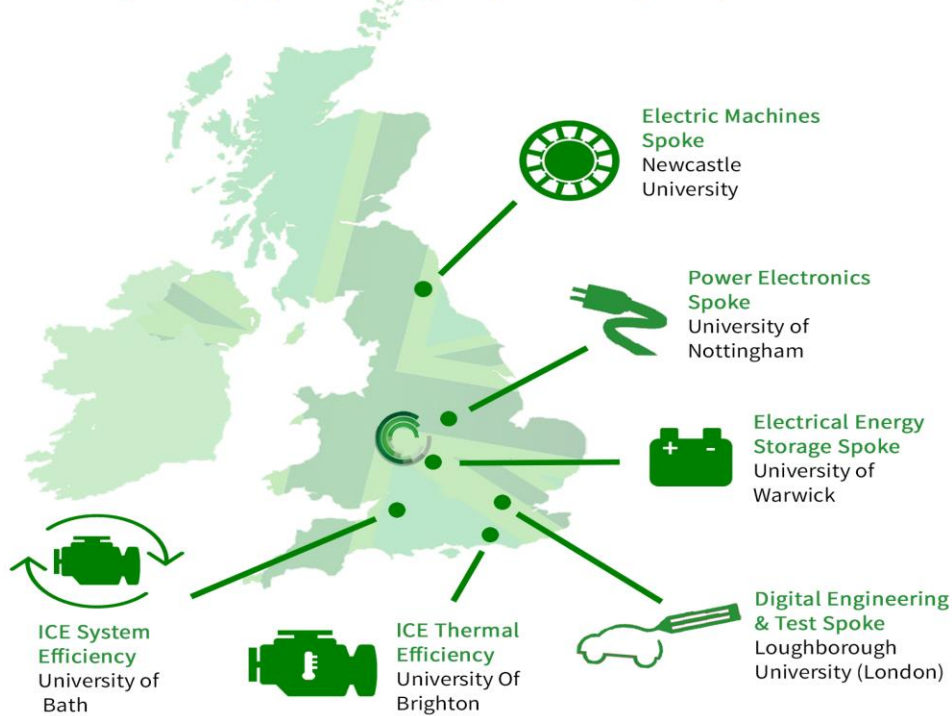 Electric Machines
Spoke
Newcastle
University
Power Electronics
Spoke
University of
Nottingham
Electrical Energy
Storage Spoke
University of
Warwick
+ -
Digital Engineering
& Test Spoke
Loughborough
University (London)
ICE Thermal
Efficiency
University Of
Brighton
ICE System
Efficiency
University of
Bath